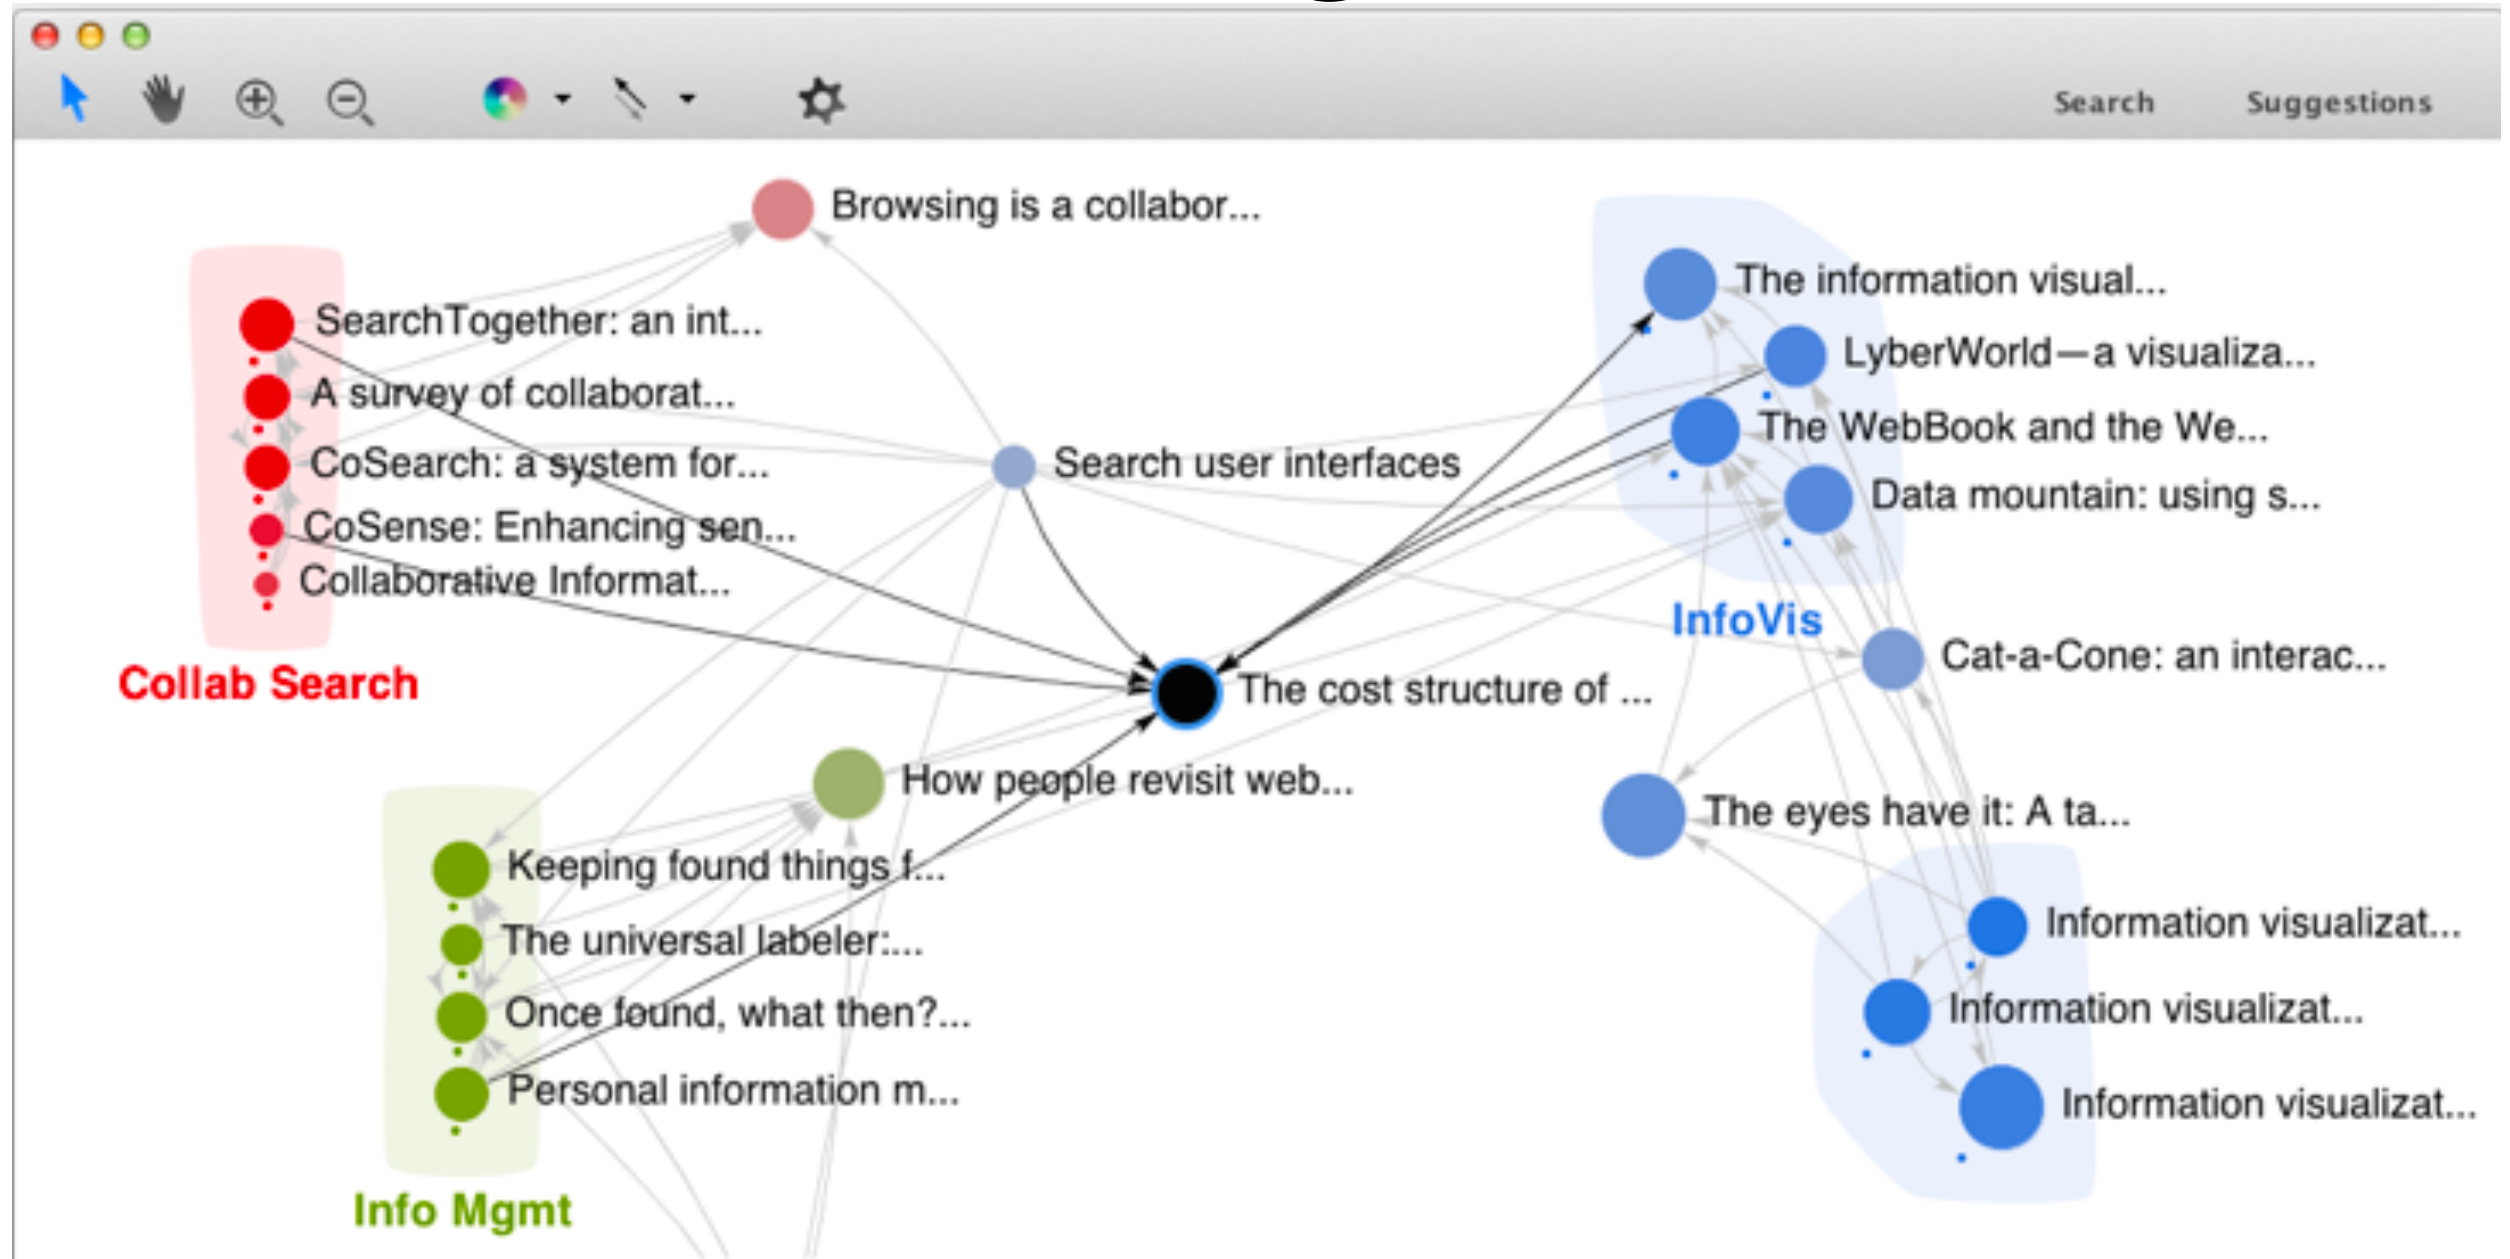 Search
Suggestions
Browsing is a collabor...
SearchTogether: an int...
A survey of collaborat...
CoSearch: a system for...
CoSense: Enhancing sen...
Collaborative Informat...
Collab Search
Search user interfaces
The information visual...
LyberWorld—a visualiza...
The WebBook and the We...
Data mountain: using s...
InfoVis
Cat-a-Cone: an interac...
The cost structure of ...
How people revisit web...
The eyes have it: A ta...
Keeping found things f...
The universal labeler:...
Once found, what then?...
Personal information m...
Info Mgmt
Information visualizat...
Information visualizat...
Information visualizat...